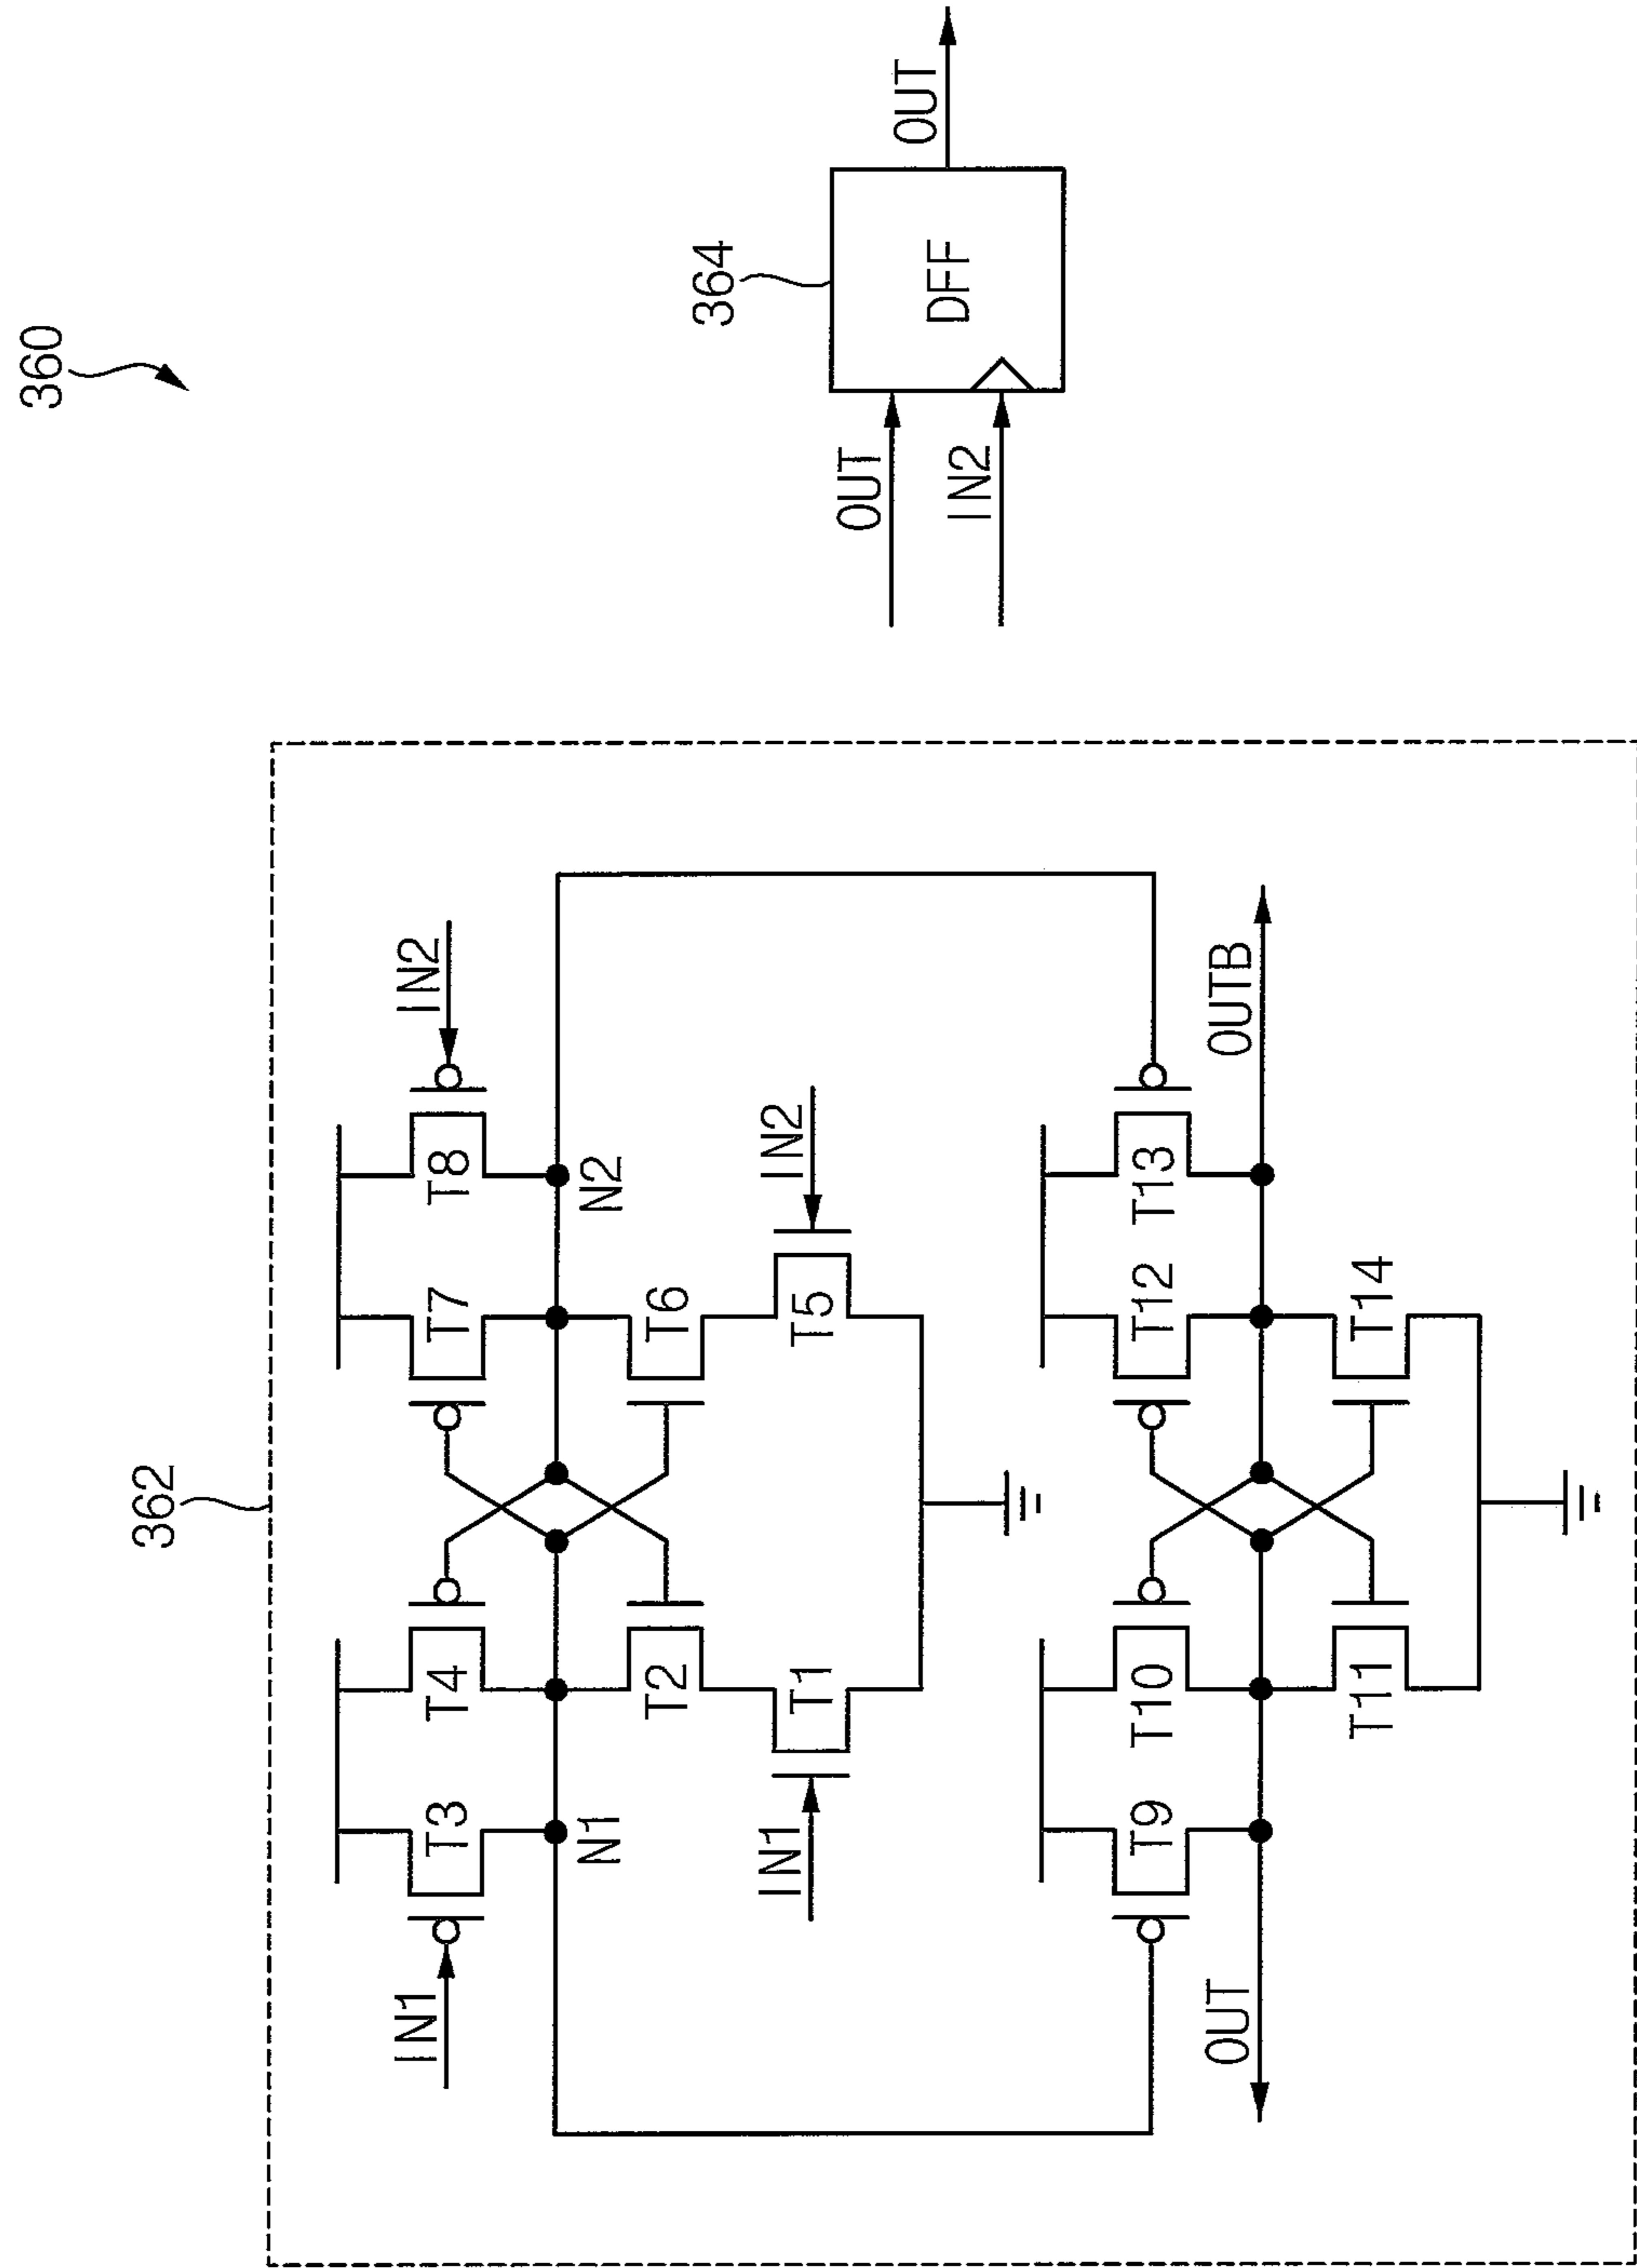 360
362
IN1
T3
T4
T7
T8
IN2
N1
N2
T2
T6
IN1
T1
T5
IN2
T9
T10
T12
T13
OUT
OUTB
T11
T14
364
OUT
IN2
DFF
OUT